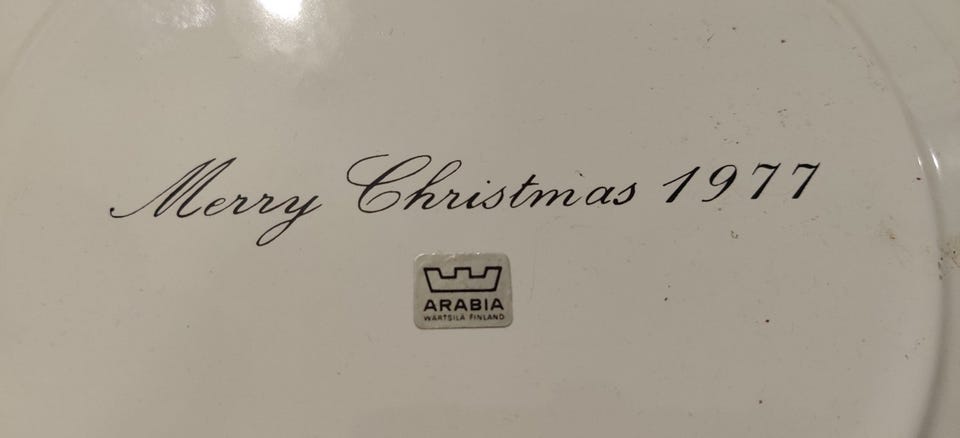 Merry Christmas 1977
ARABIA
WÄRTSILÄ FINLAND